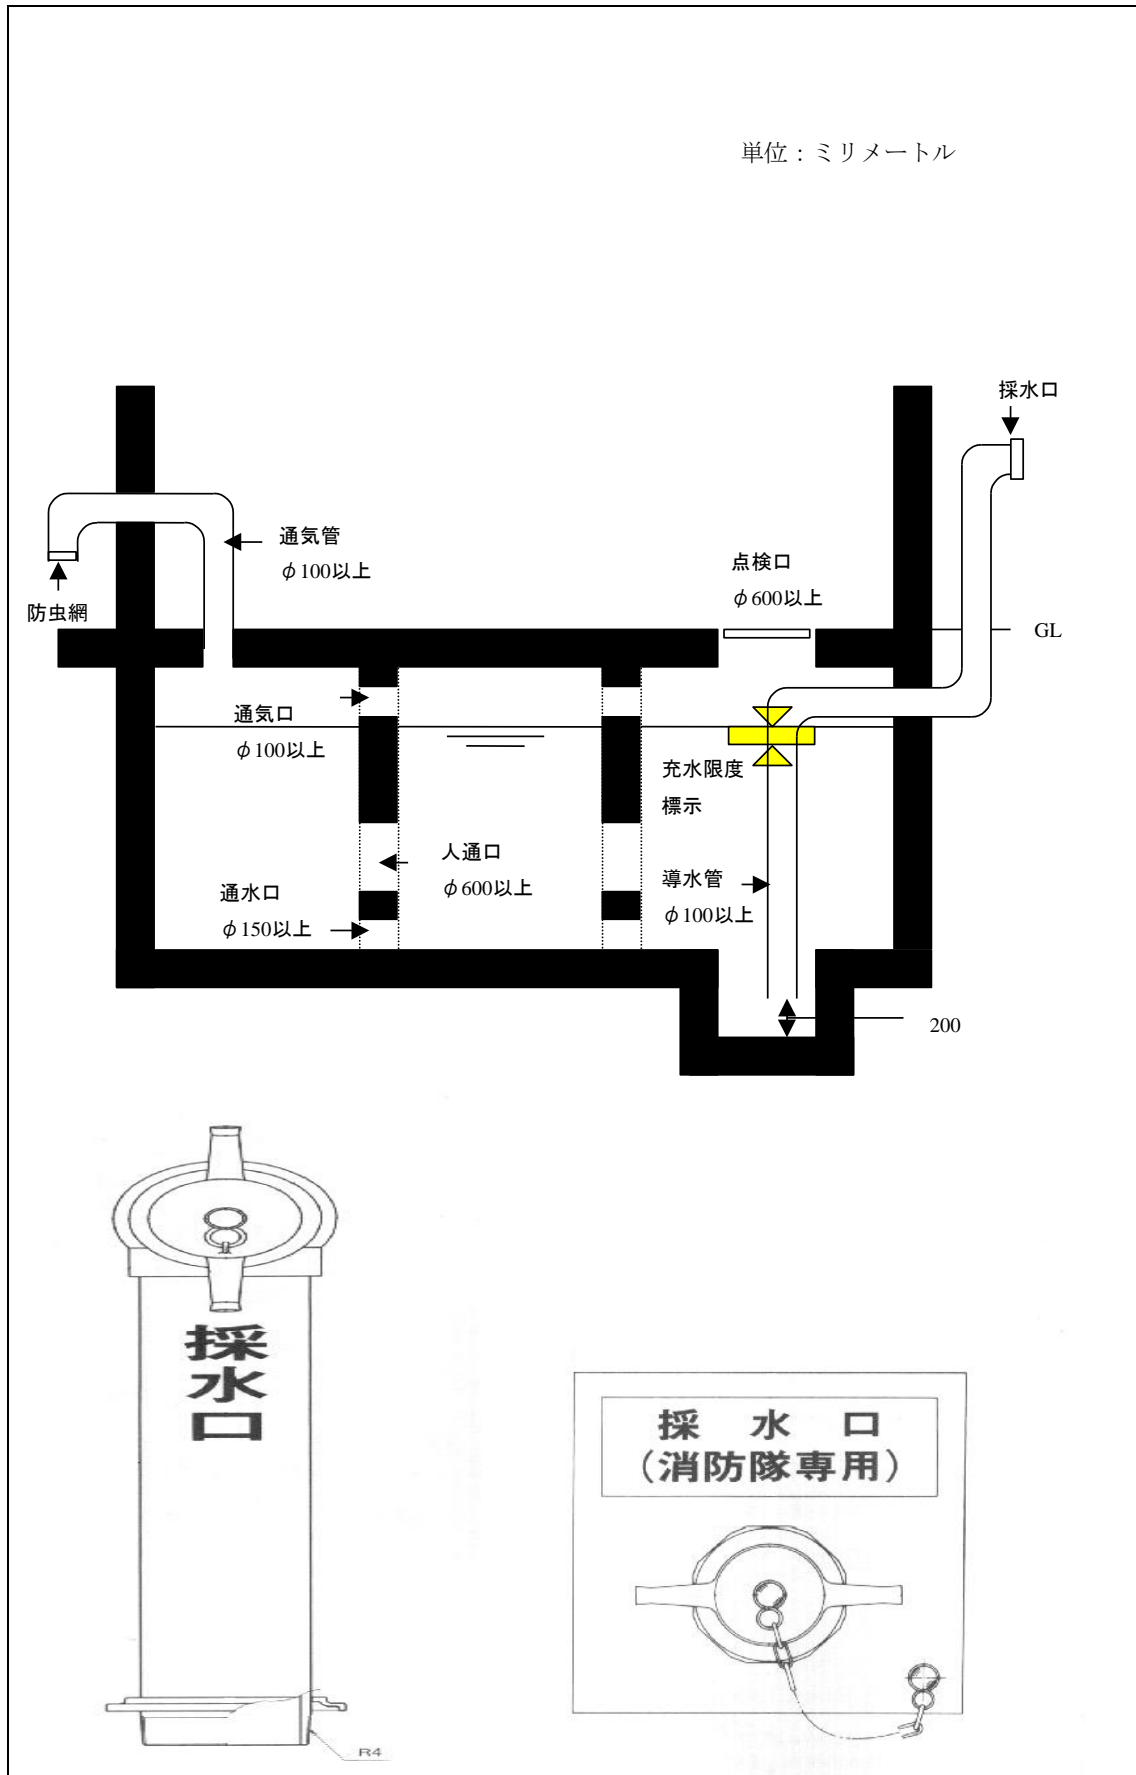 単位：ミリメートル
採水口
通気管
φ100以上
点検口
φ600以上
防虫網
GL
通気口
φ100以上
充水限度
標示
人通口
φ600以上
通水口
φ150以上
導水管
φ100以上
200
採水口
R4
採水口
（消防隊専用）